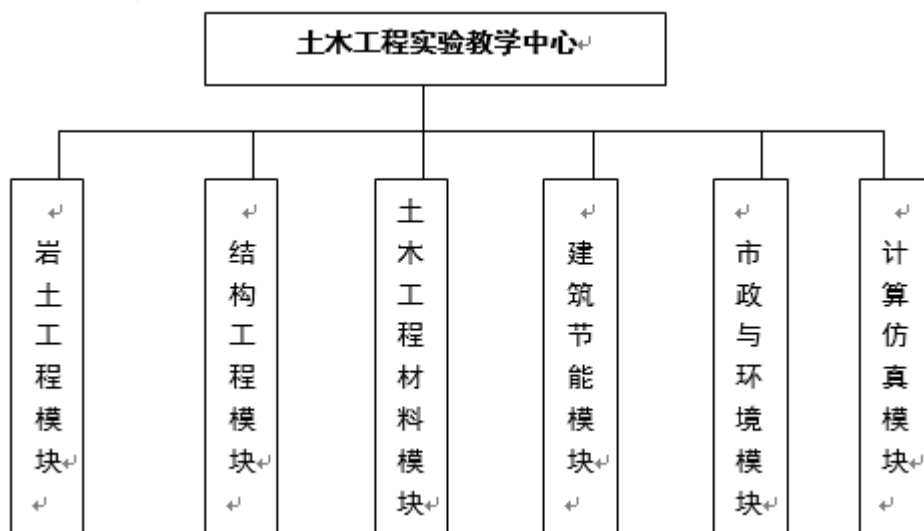 土木工程实验教学中心
岩土工程模块
结构工程模块
土木工程材料模块
建筑节能模块
市政与环境模块
计算仿真模块